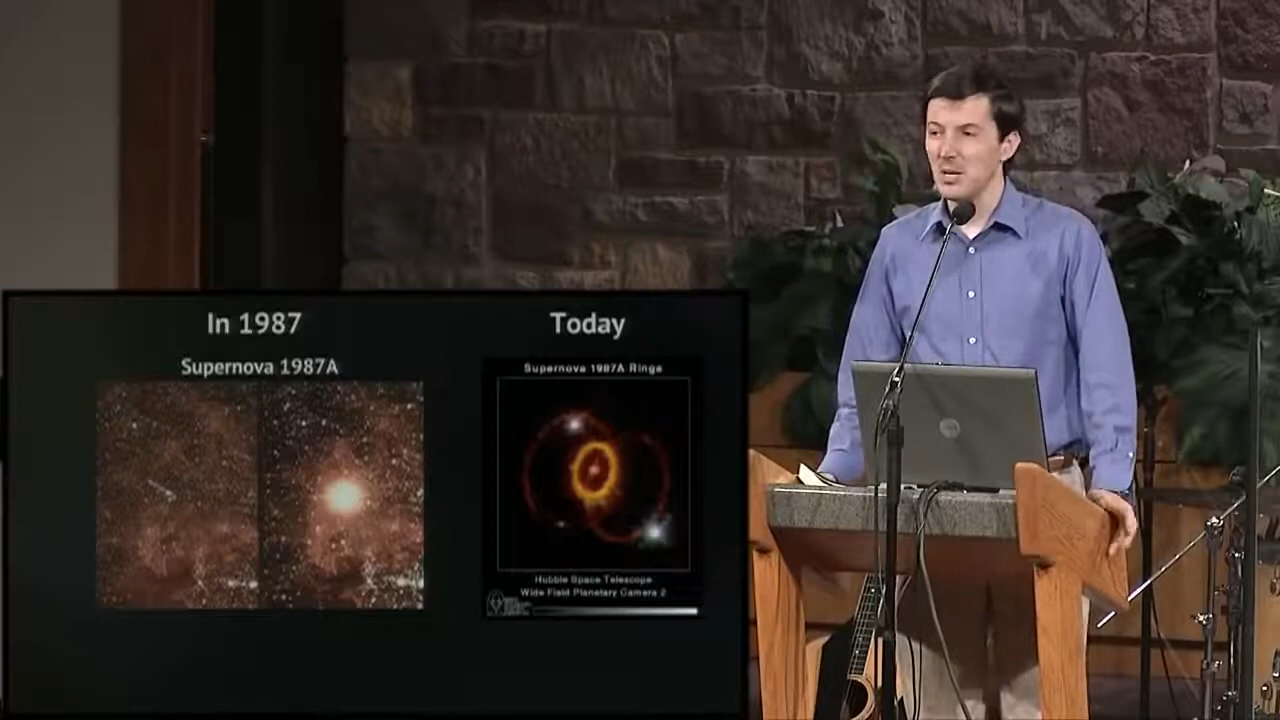 In 1987
Supernova 1987A
Today
Supernova 1987A Rings
Hubble Space Telescope
Wide Field Planetary Camera 2